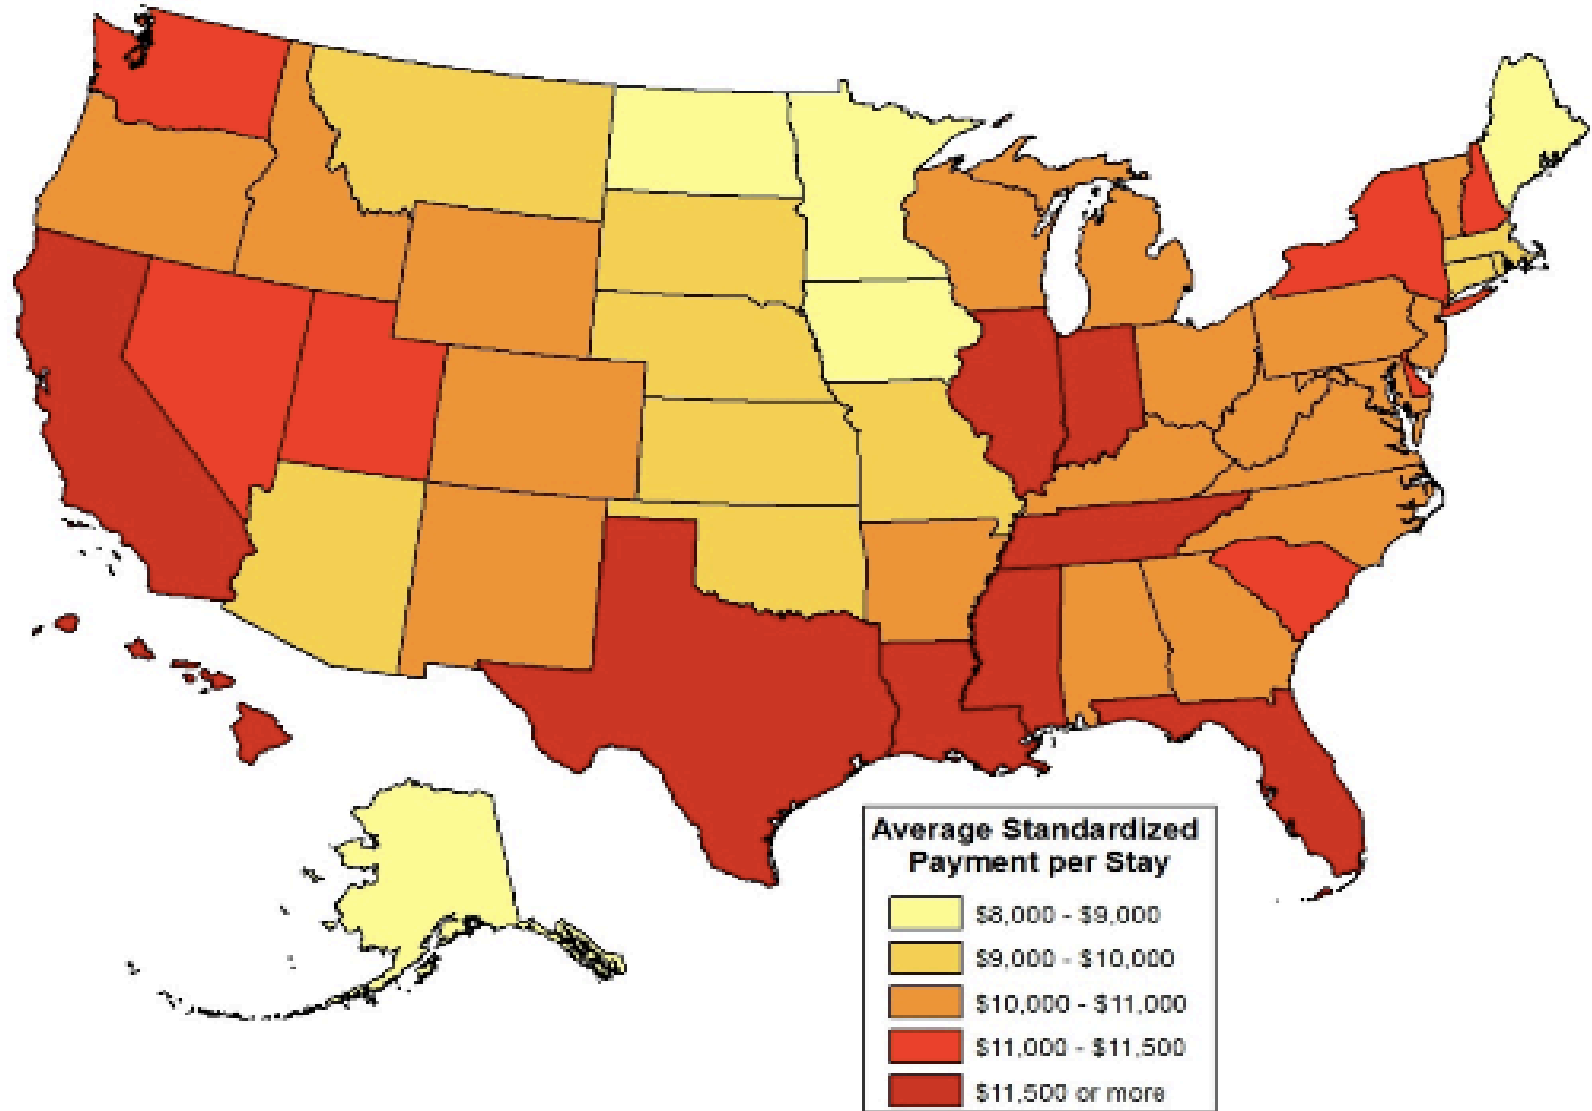 Average Standardized
Payment per Stay
$8,000 - $9,000
$9,000 - $10,000
$10,000 - $11,000
$11,000 - $11,500
$11,500 or more